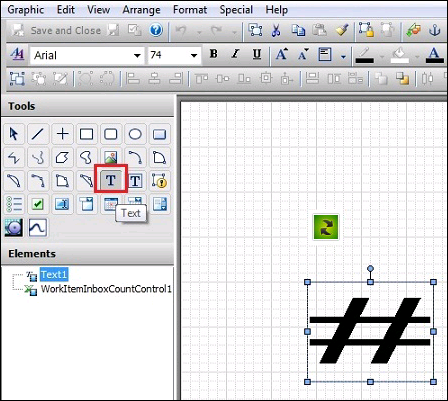 Graphic Edit View Arrange Format Special Help
Save and Close
Arial 74 B I U A A
Tools
T T
Text
Elements
Text1
WorkItemInboxCountControl1
##